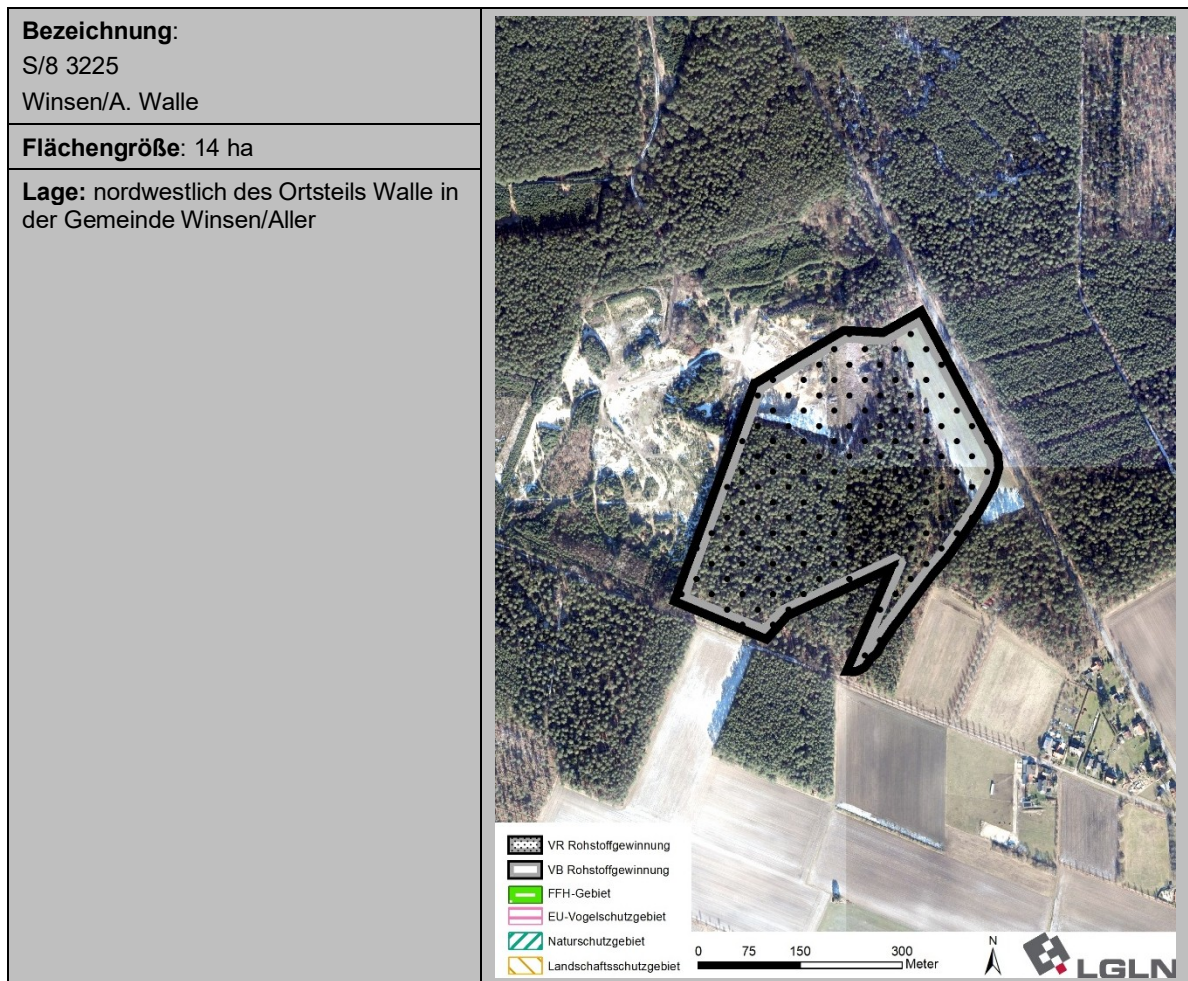 Bezeichnung:
S/8 3225
Winsen/A. Walle
Flächengröße: 14 ha
Lage: nordwestlich des Ortsteils Walle in
der Gemeinde Winsen/Aller
VR Rohstoffgewinnung
VB Rohstoffgewinnung
FFH-Gebiet
EU-Vogelschutzgebiet
Naturschutzgebiet
Landschaftsschutzgebiet
0 75 150 300
Meter
N
LGLN